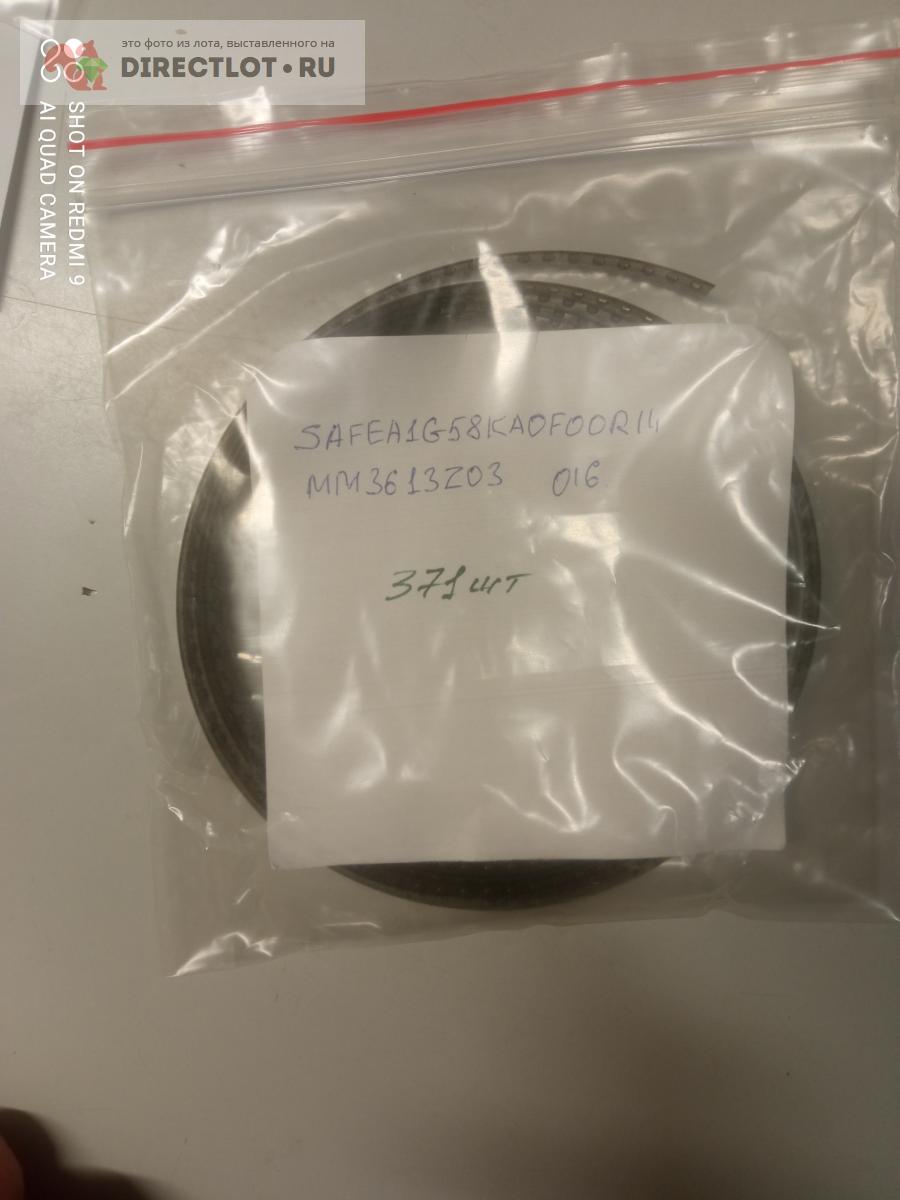 это фото из лота, выставленного на
DIRECTLOT•RU
SHOT ON REDMI 9
AI QUAD CAMERA
SAFEA1G58KA0F00R14
MM3613Z03 016
371 шт